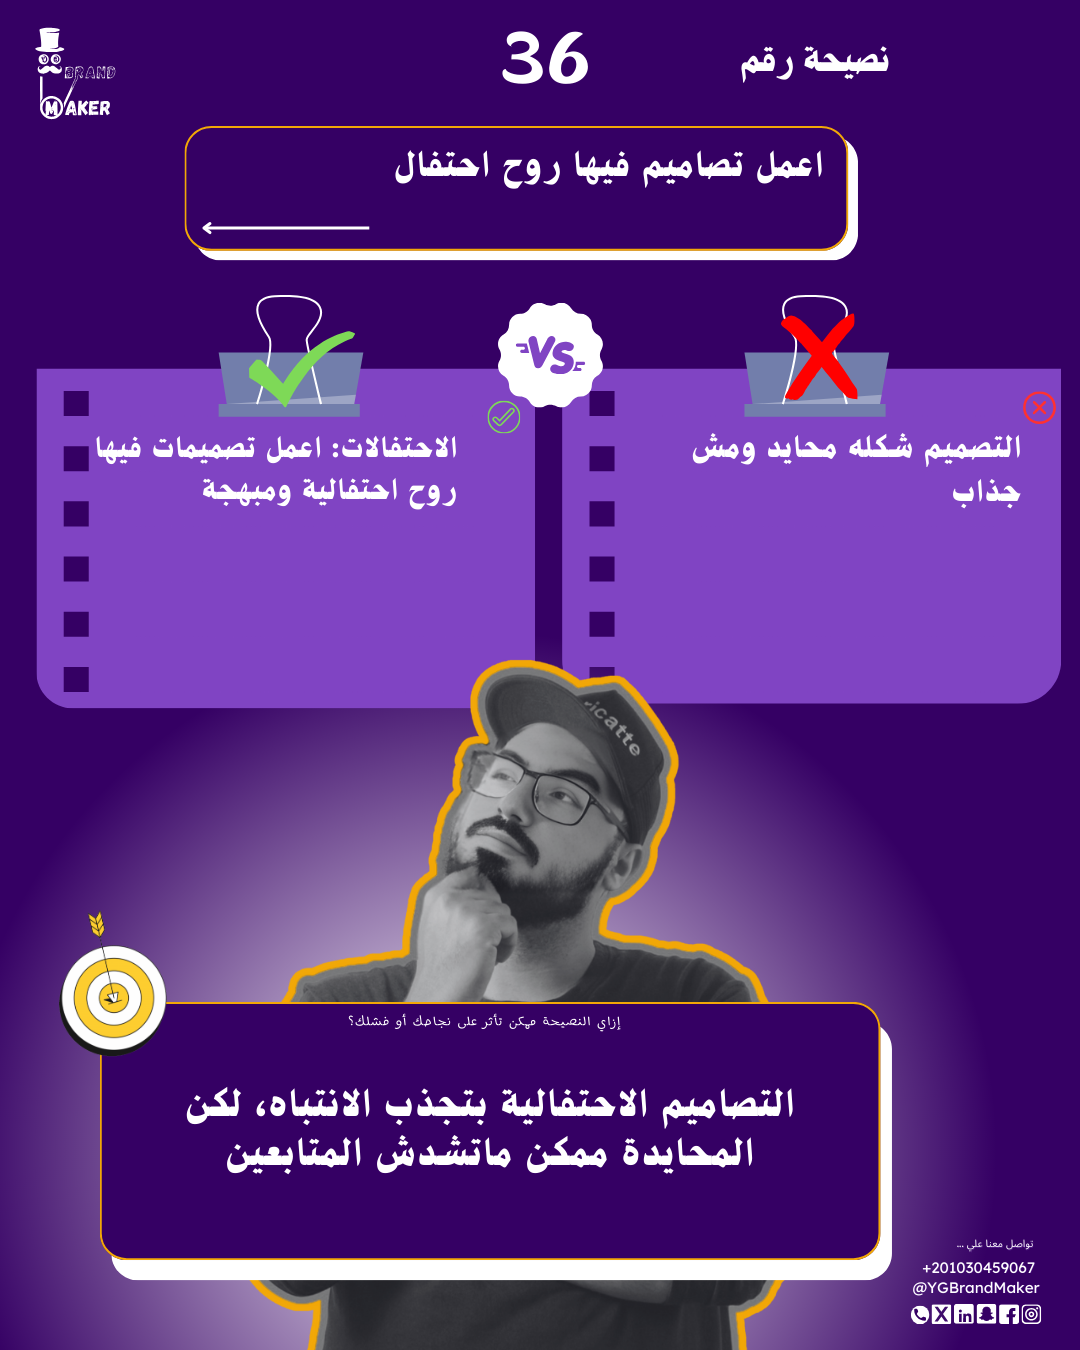 نصيحة رقم
36
BRAND
MAKER
اعمل تصاميم فيها روح احتفال
VS
التصميم شكله محايد ومش
جذاب
الاحتفالات: اعمل تصميمات فيها
روح احتفالية ومبهجة
icatte
إزاي النصيحة ممكن تأثر على نجاحك أو فشلك؟
التصاميم الاحتفالية بتجذب الانتباه، لكن
المحايدة ممكن ماتشدش المتابعين
تواصل معنا علي ...
+201030459067
@YGBrandMaker